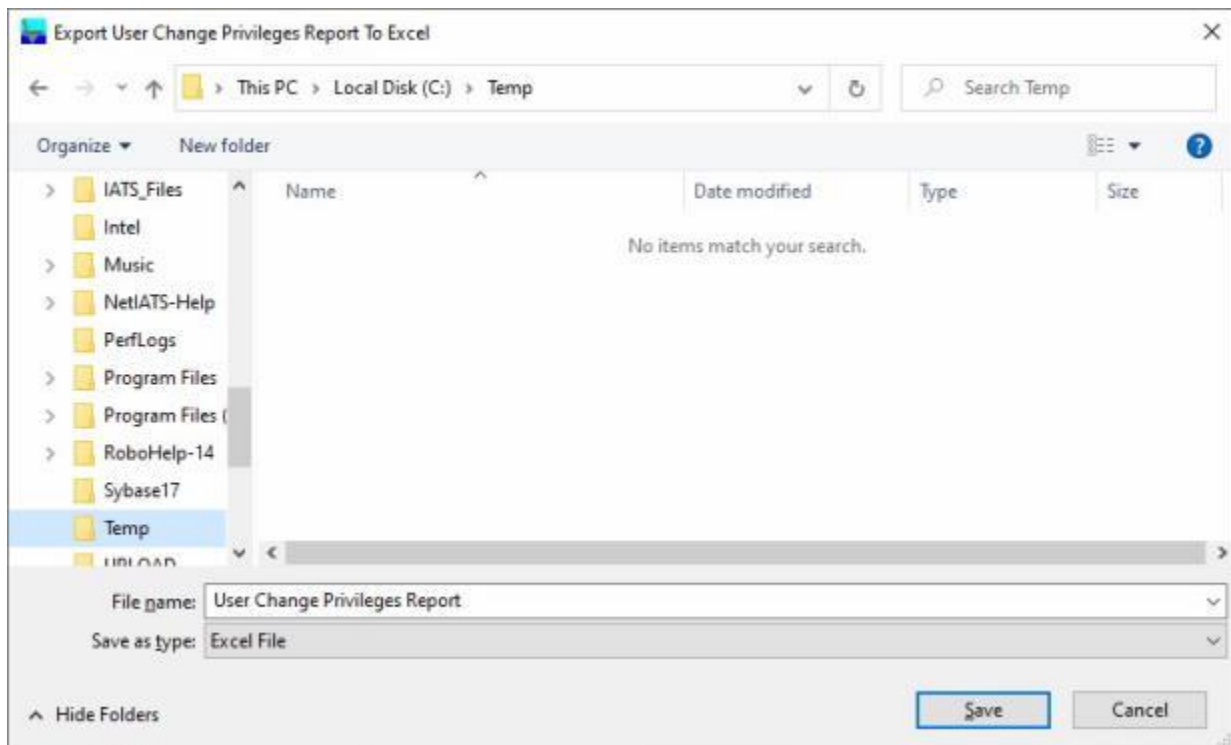 Export User Change Privileges Report To Excel
This PC > Local Disk (C:) > Temp
Search Temp
Organize
New folder
Name
Date modified
Type
Size
No items match your search.
IATS_Files
Intel
Music
NetIATS-Help
PerfLogs
Program Files
Program Files (
RoboHelp-14
Sybase17
Temp
UPLOAD
File name: User Change Privileges Report
Save as type: Excel File
Hide Folders
Save
Cancel